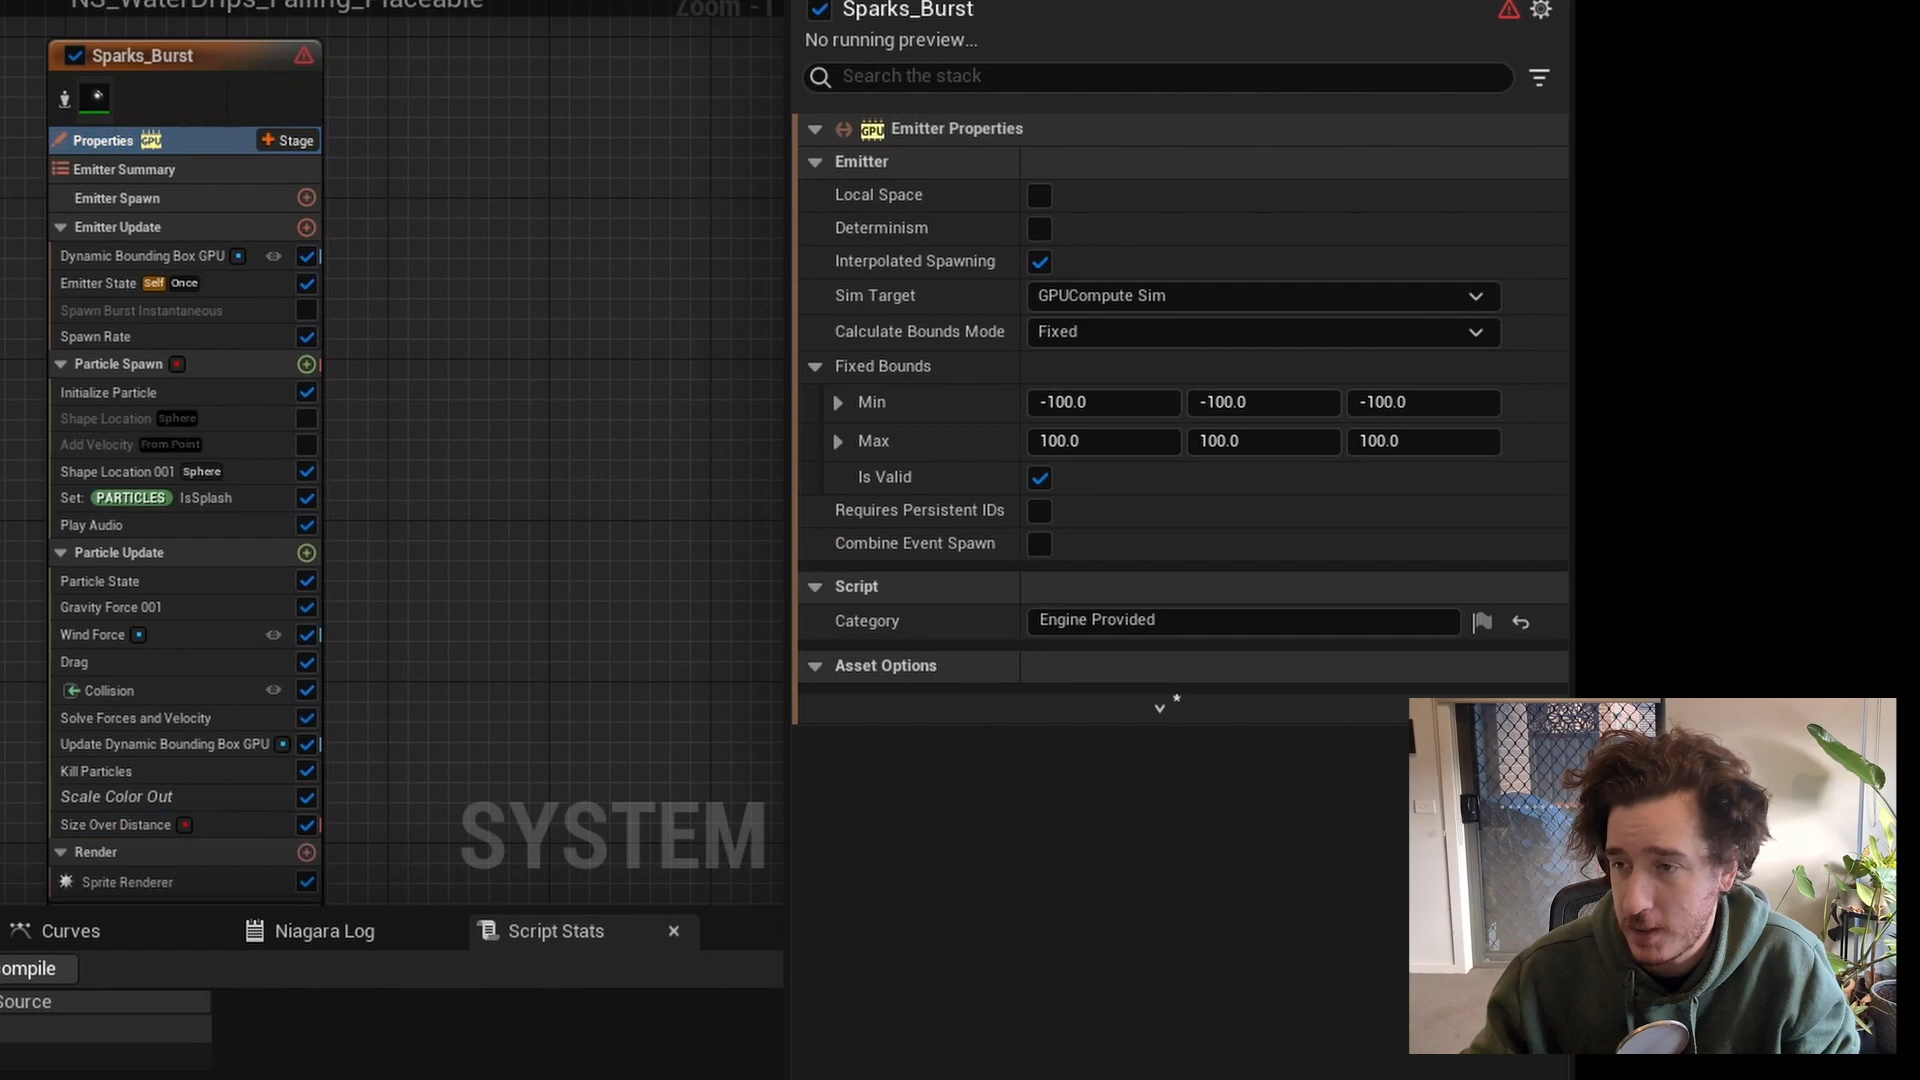 NS_WaterDrips_Falling_Placeable
Zoom -1
Sparks_Burst
Properties GPU
Stage
Emitter Summary
Emitter Spawn
Emitter Update
Dynamic Bounding Box GPU
Emitter State Self Once
Spawn Burst Instantaneous
Spawn Rate
Particle Spawn
Initialize Particle
Shape Location Sphere
Add Velocity From Point
Shape Location 001 Sphere
Set: PARTICLES IsSplash
Play Audio
Particle Update
Particle State
Gravity Force 001
Wind Force
Drag
Collision
Solve Forces and Velocity
Update Dynamic Bounding Box GPU
Kill Particles
Scale Color Out
Size Over Distance
Render
Sprite Renderer
SYSTEM
Curves
Niagara Log
Script Stats
ompile
Source
Sparks_Burst
No running preview...
Search the stack
GPU Emitter Properties
Emitter
Local Space
Determinism
Interpolated Spawning
Sim Target GPUCompute Sim
Calculate Bounds Mode Fixed
Fixed Bounds
Min -100.0 -100.0 -100.0
Max 100.0 100.0 100.0
Is Valid
Requires Persistent IDs
Combine Event Spawn
Script
Category Engine Provided
Asset Options